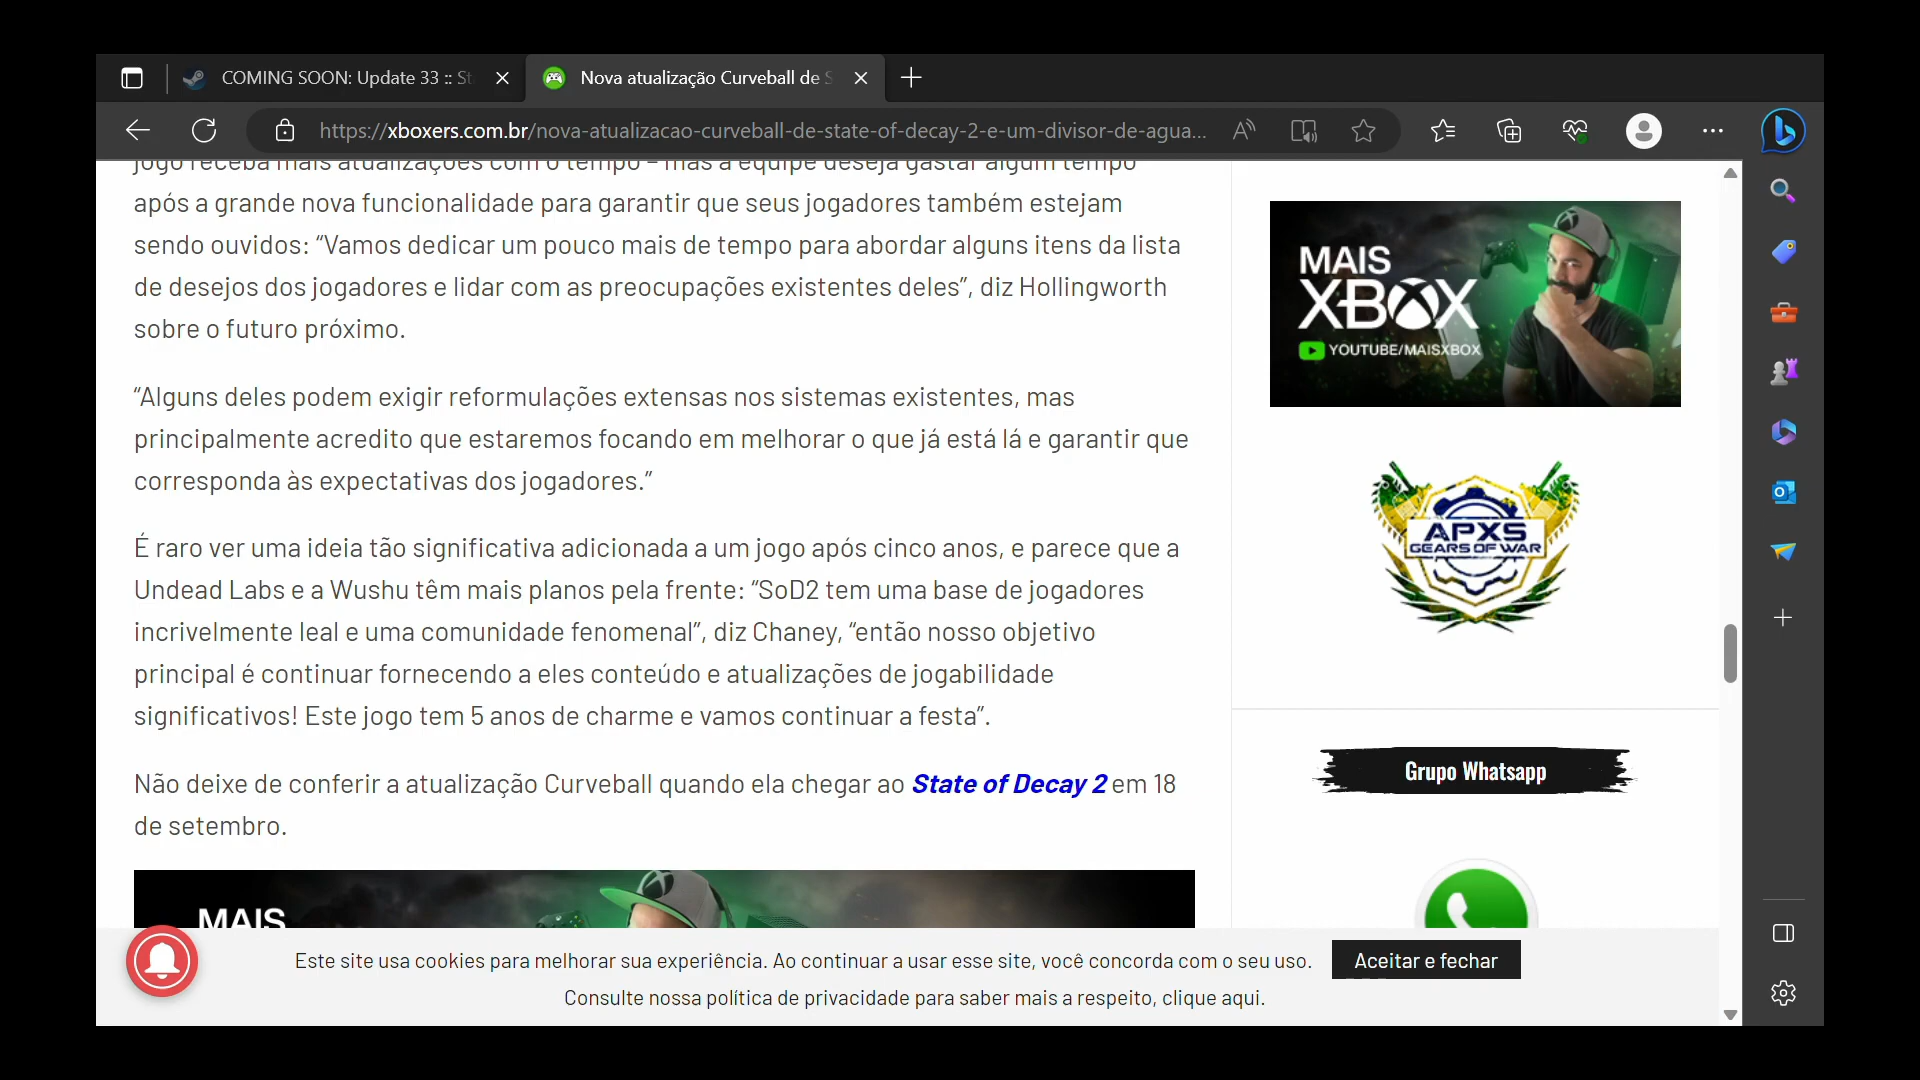 COMING SOON: Update 33 :: St
Nova atualização Curveball de S
https://xboxers.com.br/nova-atualizacao-curveball-de-state-of-decay-2-e-um-divisor-de-agua...
jogo receba mais atualizações com o tempo – mas a equipe deseja gastar algum tempo
após a grande nova funcionalidade para garantir que seus jogadores também estejam
sendo ouvidos: “Vamos dedicar um pouco mais de tempo para abordar alguns itens da lista
de desejos dos jogadores e lidar com as preocupações existentes deles”, diz Hollingworth
sobre o futuro próximo.
“Alguns deles podem exigir reformulações extensas nos sistemas existentes, mas
principalmente acredito que estaremos focando em melhorar o que já está lá e garantir que
corresponda às expectativas dos jogadores.”
É raro ver uma ideia tão significativa adicionada a um jogo após cinco anos, e parece que a
Undead Labs e a Wushu têm mais planos pela frente: “SoD2 tem uma base de jogadores
incrivelmente leal e uma comunidade fenomenal”, diz Chaney, “então nosso objetivo
principal é continuar fornecendo a eles conteúdo e atualizações de jogabilidade
significativos! Este jogo tem 5 anos de charme e vamos continuar a festa”.
Não deixe de conferir a atualização Curveball quando ela chegar ao State of Decay 2 em 18
de setembro.
MAIS
MAIS
XBOX
YOUTUBE/MAISXBOX
APXS
GEARS OF WAR
Grupo Whatsapp
Este site usa cookies para melhorar sua experiência. Ao continuar a usar esse site, você concorda com o seu uso.
Aceitar e fechar
Consulte nossa política de privacidade para saber mais a respeito, clique aqui.